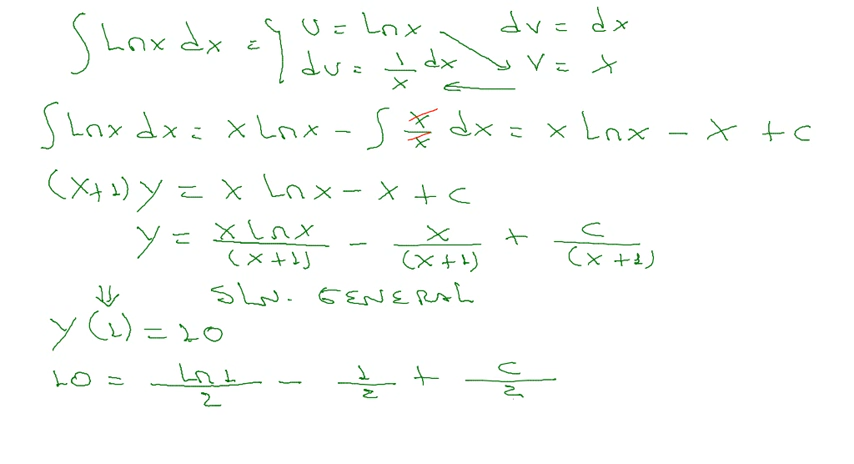 ∫ Lnx dx = { U = Lnx    dv = dx
du = 1/x dx    V = x
∫ Lnx dx = x Lnx - ∫ x/x dx = x Lnx - x + c
(x+1) y = x Lnx - x + c
y = x Lnx/(x+1) - x/(x+1) + c/(x+1)
⇓ SLN. GENERAL
y(1) = 10
10 = Ln1/2 - 1/2 + c/2